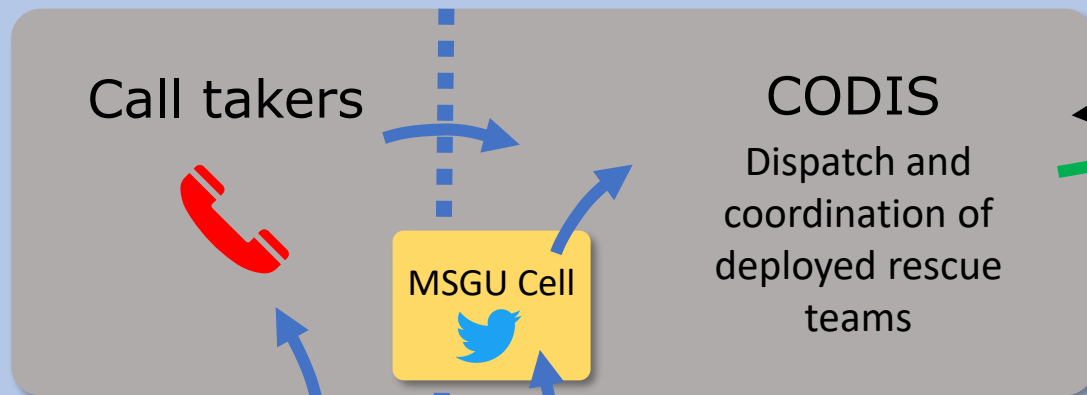 Call takers
MSGU Cell
CODIS
Dispatch and
coordination of
deployed rescue
teams